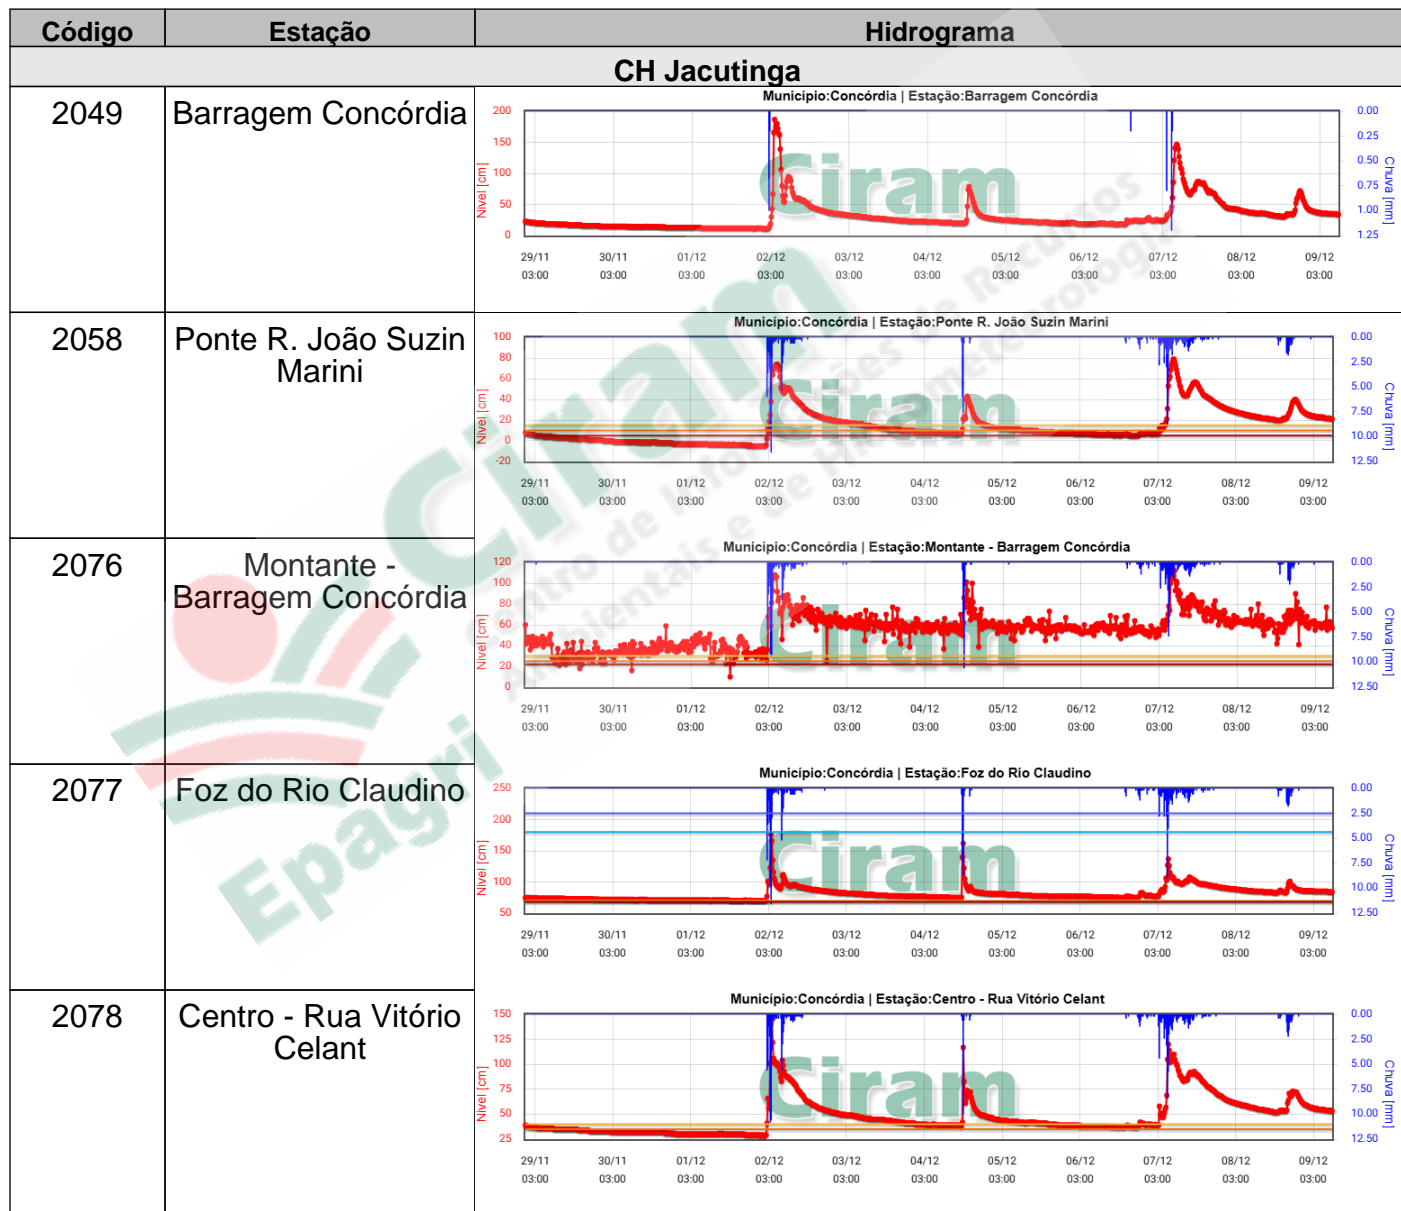 Código Estação Hidrograma
CH Jacutinga
2049 Barragem Concórdia
Município:Concórdia | Estação:Barragem Concórdia
200 150 100 50 0
Nível [cm]
0.00 0.25 0.50 0.75 1.00 1.25
Chuva [mm]
29/11 30/11 01/12 02/12 03/12 04/12 05/12 06/12 07/12 08/12 09/12
03:00 03:00 03:00 03:00 03:00 03:00 03:00 03:00 03:00 03:00 03:00
2058 Ponte R. João Suzin
Marini
Município:Concórdia | Estação:Ponte R. João Suzin Marini
100 80 60 40 20 0 -20
Nível [cm]
0.00 2.50 5.00 7.50 10.00 12.50
Chuva [mm]
29/11 30/11 01/12 02/12 03/12 04/12 05/12 06/12 07/12 08/12 09/12
03:00 03:00 03:00 03:00 03:00 03:00 03:00 03:00 03:00 03:00 03:00
2076 Montante -
Barragem Concórdia
Município:Concórdia | Estação:Montante - Barragem Concórdia
120 100 80 60 40 20 0
Nível [cm]
0.00 2.50 5.00 7.50 10.00 12.50
Chuva [mm]
29/11 30/11 01/12 02/12 03/12 04/12 05/12 06/12 07/12 08/12 09/12
03:00 03:00 03:00 03:00 03:00 03:00 03:00 03:00 03:00 03:00 03:00
2077 Foz do Rio Claudino
Município:Concórdia | Estação:Foz do Rio Claudino
250 200 150 100 50
Nível [cm]
0.00 2.50 5.00 7.50 10.00 12.50
Chuva [mm]
29/11 30/11 01/12 02/12 03/12 04/12 05/12 06/12 07/12 08/12 09/12
03:00 03:00 03:00 03:00 03:00 03:00 03:00 03:00 03:00 03:00 03:00
2078 Centro - Rua Vitório
Celant
Município:Concórdia | Estação:Centro - Rua Vitório Celant
150 125 100 75 50 25
Nível [cm]
0.00 2.50 5.00 7.50 10.00 12.50
Chuva [mm]
29/11 30/11 01/12 02/12 03/12 04/12 05/12 06/12 07/12 08/12 09/12
03:00 03:00 03:00 03:00 03:00 03:00 03:00 03:00 03:00 03:00 03:00
Ciram
Ciram
Ciram
Ciram
Ciram
Epagri
Ciram
Centro de Informações de Recursos
Ambientais e de Hidrometeorologia